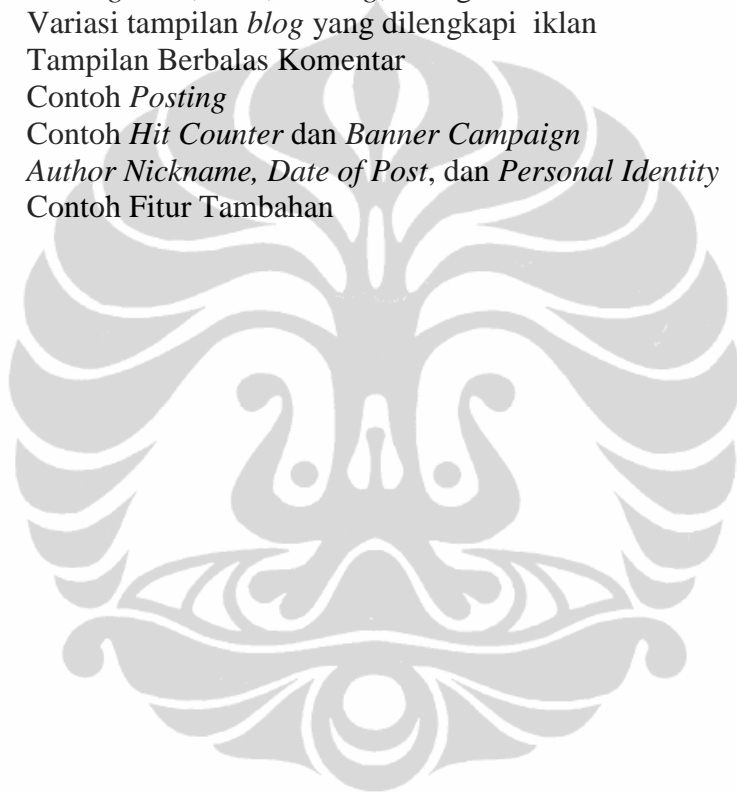 Variasi tampilan blog yang dilengkapi iklan
Tampilan Berbalas Komentar
Contoh Posting
Contoh Hit Counter dan Banner Campaign
Author Nickname, Date of Post, dan Personal Identity
Contoh Fitur Tambahan